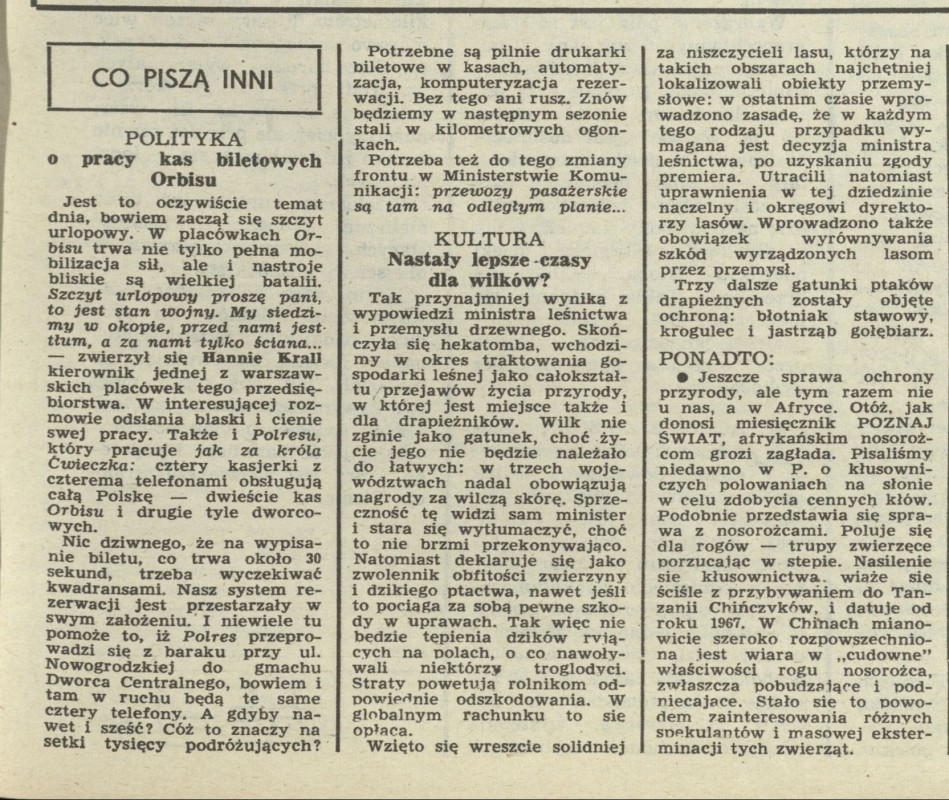 CO PISZĄ INNI
POLITYKA
o pracy kas biletowych
Orbisu
Jest to oczywiście temat
dnia, bowiem zaczął się szczyt
urlopowy. W placówkach Or-
bisu trwa nie tylko pełna mo-
bilizacja sił, ale i nastroje
bliskie są wielkiej batalii.
Szczyt urlopowy proszę pani,
to jest stan wojny. My siedzi-
my w okopie, przed nami jest
tłum, a za nami tylko ściana...
— zwierzył się Hannie Krall
kierownik jednej z warszaw-
skich placówek tego przedsię-
biorstwa. W interesującej roz-
mowie odsłania blaski i cienie
swej pracy. Także i Polresu,
który pracuje jak za króla
Ćwieczka: cztery kasjerki z
czterema telefonami obsługują
całą Polskę — dwieście kas
Orbisu i drugie tyle dworco-
wych.
Nic dziwnego, że na wypisa-
nie biletu, co trwa około 30
sekund, trzeba wyczekiwać
kwadransami. Nasz system re-
zerwacji jest przestarzały w
swym założeniu. I niewiele tu
pomoże to, iż Polres przepro-
wadzi się z baraku przy ul.
Nowogrodzkiej do gmachu
Dworca Centralnego, bowiem i
tam w ruchu będą te same
cztery telefony. A gdyby na-
wet i sześć? Cóż to znaczy na
setki tysięcy podróżujących?
Potrzebne są pilnie drukarki
biletowe w kasach, automaty-
zacja, komputeryzacja rezer-
wacji. Bez tego ani rusz. Znów
będziemy w następnym sezonie
stali w kilometrowych ogon-
kach.
Potrzeba też do tego zmiany
frontu w Ministerstwie Komu-
nikacji: przewozy pasażerskie
są tam na odległym planie...
KULTURA
Nastały lepsze czasy
dla wilków?
Tak przynajmniej wynika z
wypowiedzi ministra leśnictwa
i przemysłu drzewnego. Skoń-
czyła się hekatomba, wchodzi-
my w okres traktowania go-
spodarki leśnej jako całokształ-
tu przejawów życia przyrody,
w której jest miejsce także i
dla drapieżników. Wilk nie
zginie jako gatunek, choć ży-
cie jego nie będzie należało
do łatwych: w trzech woje-
wództwach nadal obowiązują
nagrody za wilczą skórę. Sprze-
czność tę widzi sam minister
i stara się wytłumaczyć, choć
to nie brzmi przekonywająco.
Natomiast deklaruje się jako
zwolennik obfitości zwierzyny
i dzikiego ptactwa, nawet jeśli
to pociąga za sobą pewne szko-
dy w uprawach. Tak więc nie
będzie tępienia dzików ryją-
cych na polach, o co nawoły-
wali niektórzy troglodyci.
Straty powetują rolnikom od-
powiednie odszkodowania. W
globalnym rachunku to się
opłaca.
Wzięto się wreszcie solidniej
za niszczycieli lasu, którzy na
takich obszarach najchętniej
lokalizowali obiekty przemy-
słowe: w ostatnim czasie wpro-
wadzono zasadę, że w każdym
tego rodzaju przypadku wy-
magana jest decyzja ministra
leśnictwa, po uzyskaniu zgody
premiera. Utracili natomiast
uprawnienia w tej dziedzinie
naczelny i okręgowi dyrekto-
rzy lasów. Wprowadzono także
obowiązek wyrównywania
szkód wyrządzonych lasom
przez przemysł.
Trzy dalsze gatunki ptaków
drapieżnych zostały objęte
ochroną: błotniak stawowy,
krogulec i jastrząb gołębiarz.
PONADTO:
● Jeszcze sprawa ochrony
przyrody, ale tym razem nie
u nas, a w Afryce. Otóż, jak
donosi miesięcznik POZNAJ
ŚWIAT, afrykańskim nosoroż-
com grozi zagłada. Pisaliśmy
niedawno w P. o kłusowni-
czych polowaniach na słonie
w celu zdobycia cennych kłów.
Podobnie przedstawia się spra-
wa z nosorożcami. Poluje się
dla rogów — trupy zwierzęce
porzucając w stepie. Nasilenie
się kłusownictwa wiąże się
ściśle z przybywaniem do Tan-
zanii Chińczyków, i datuje od
roku 1967. W Chinach miano-
wicie szeroko rozpowszechnio-
na jest wiara w „cudowne”
właściwości rogu nosorożca,
zwłaszcza pobudzające i pod-
niecające. Stało się to powo-
dem zainteresowania różnych
spekulantów i masowej ekster-
minacji tych zwierząt.